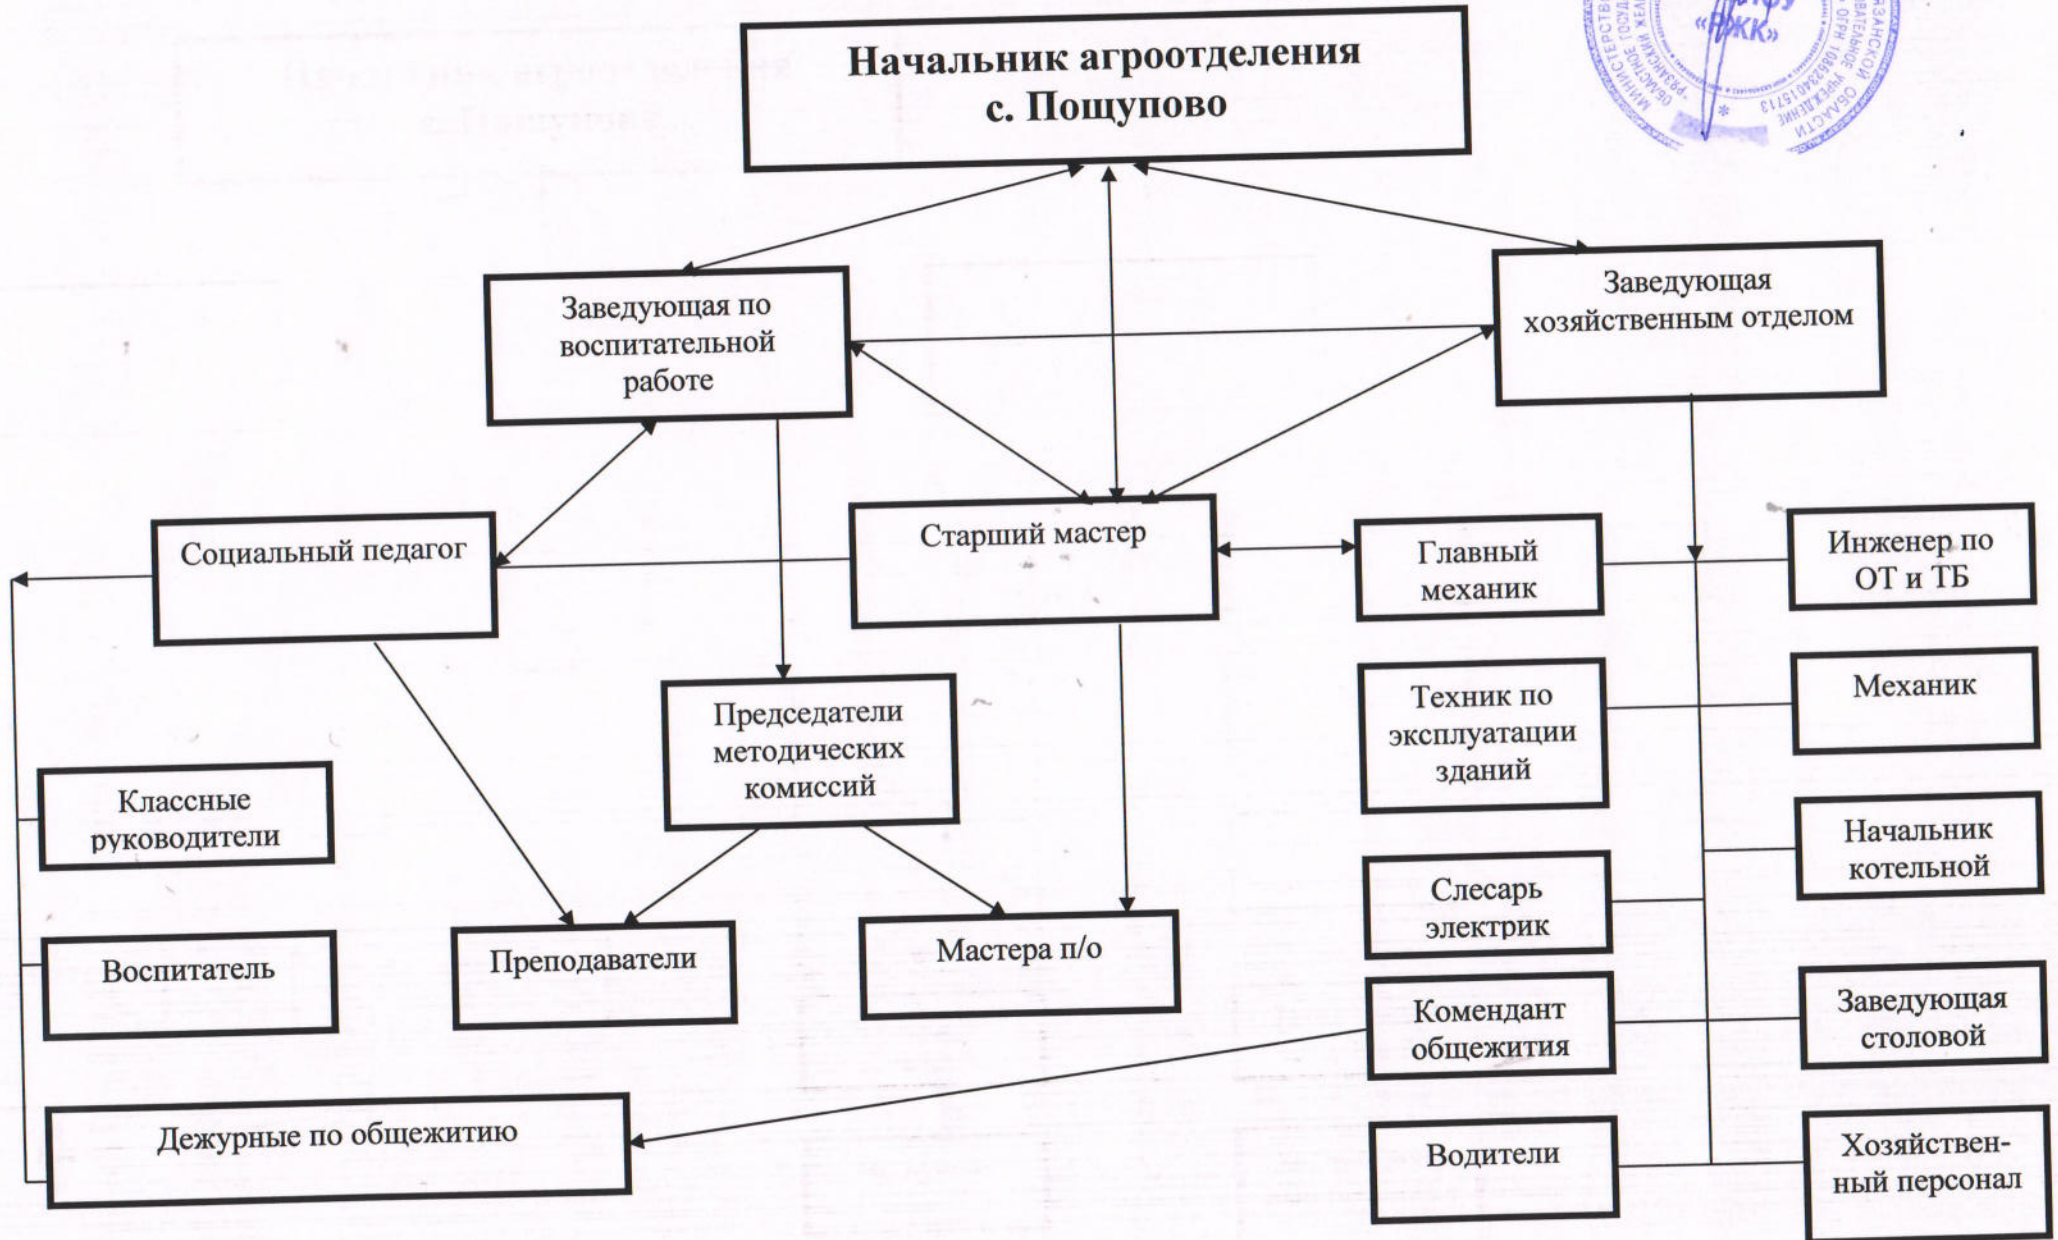 Начальник агроотделения
с. Пощупово
«РЖК»
Заведующая по
воспитательной
работе
Заведующая
хозяйственным отделом
Социальный педагог
Старший мастер
Главный
механик
Инженер по
ОТ и ТБ
Председатели
методических
комиссий
Техник по
эксплуатации
зданий
Механик
Классные
руководители
Слесарь
электрик
Начальник
котельной
Воспитатель
Преподаватели
Мастера п/о
Комендант
общежития
Заведующая
столовой
Дежурные по общежитию
Водители
Хозяйствен-
ный персонал